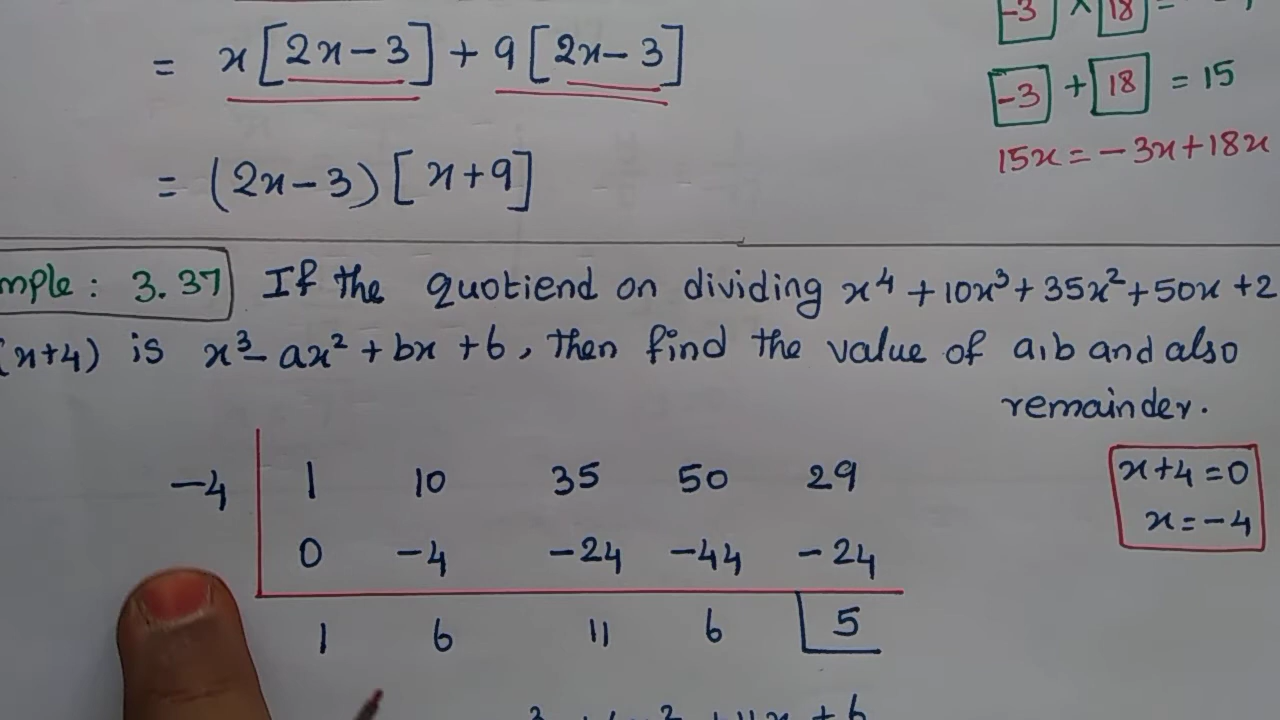 -3 × 18 =
= x[2x-3] + 9[2x-3]
-3 + 18 = 15
15x = -3x+18x
= (2x-3)[x+9]
mple: 3.37 If the quotiend on dividing x⁴ + 10x³ + 35x² + 50x + 2
(x+4) is x³ - ax² + bx + 6, then find the value of a,b and also
remainder.
-4 1 10 35 50 29
0 -4 -24 -44 -24
1 6 11 6 5
x+4=0
x=-4